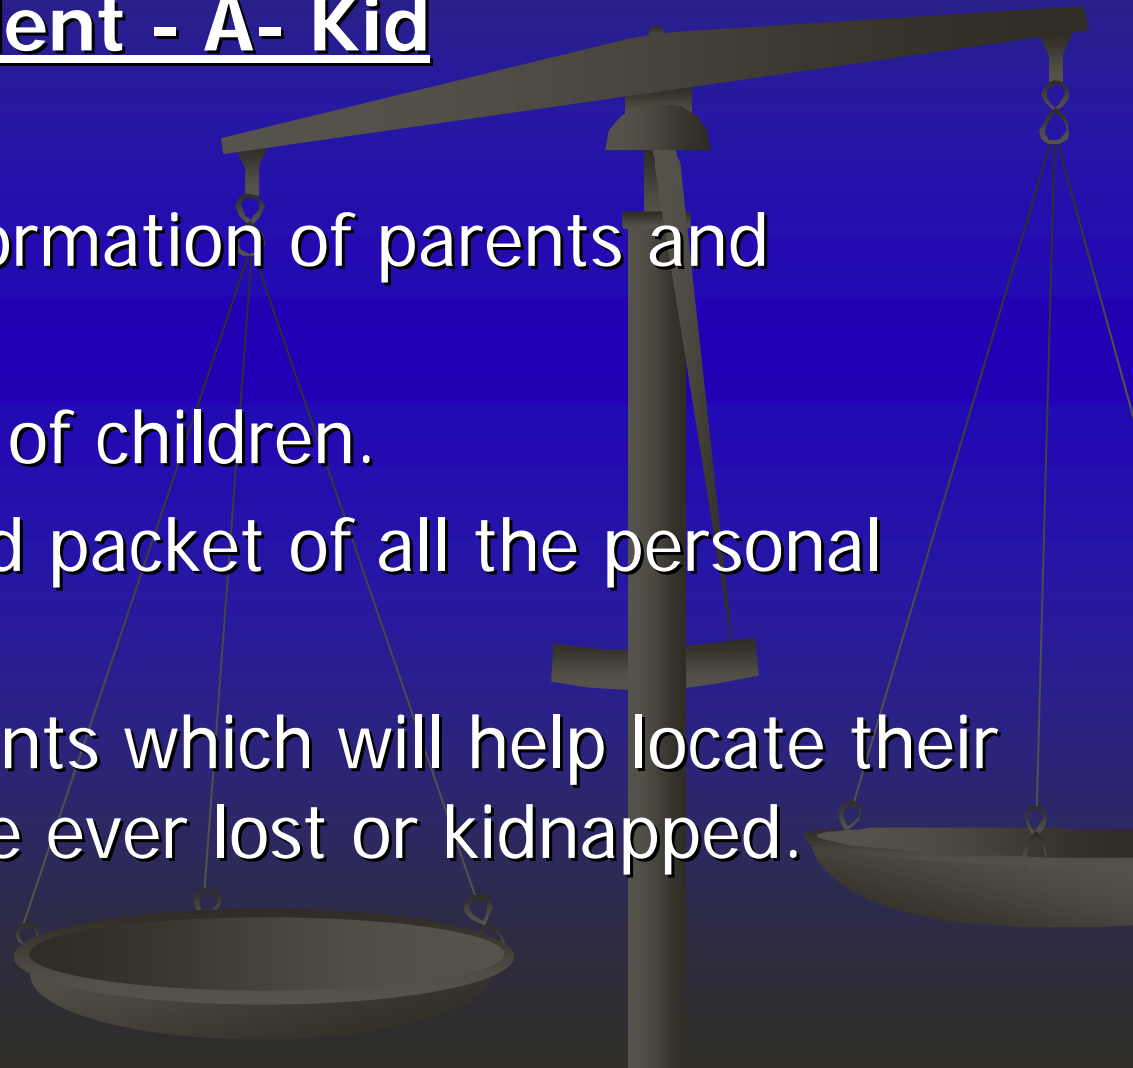 lent - A- Kid
ormation of parents and
of children.
d packet of all the personal
nts which will help locate their
e ever lost or kidnapped.